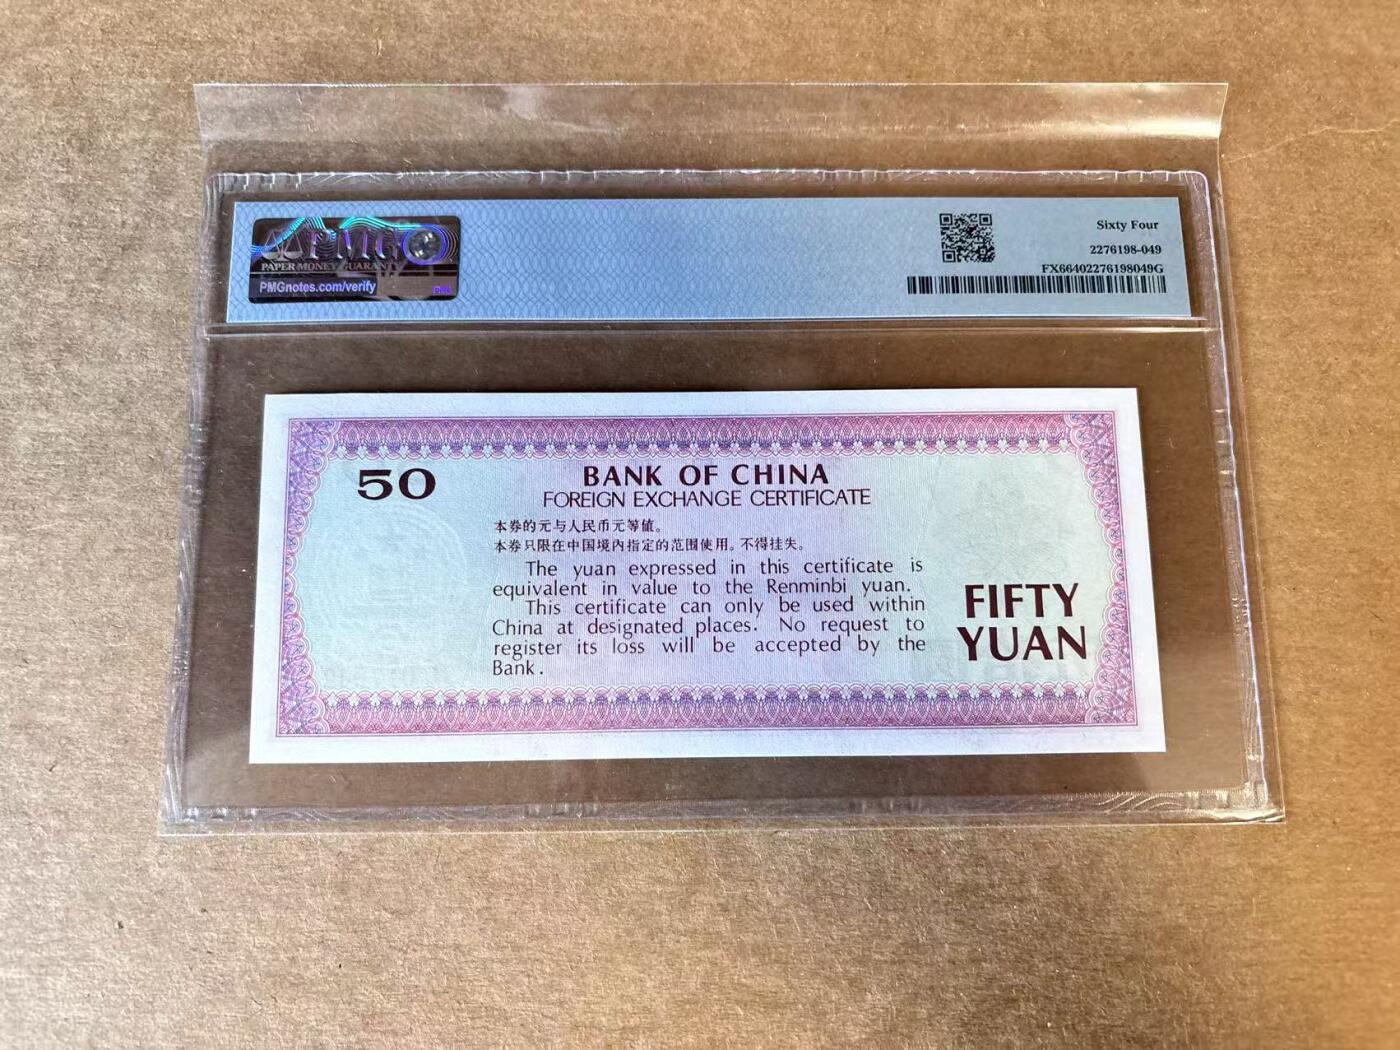 PMG
PAPER MONEY GUARANTY
PMGnotes.com/verify
Sixty Four
2276198-049
FX66402276198049G
50
BANK OF CHINA
FOREIGN EXCHANGE CERTIFICATE
本券的元与人民币元等值。
本券只限在中国境内指定的范围使用。不得挂失。
The yuan expressed in this certificate is
equivalent in value to the Renminbi yuan.
This certificate can only be used within
China at designated places. No request to
register its loss will be accepted by the
Bank.
FIFTY
YUAN